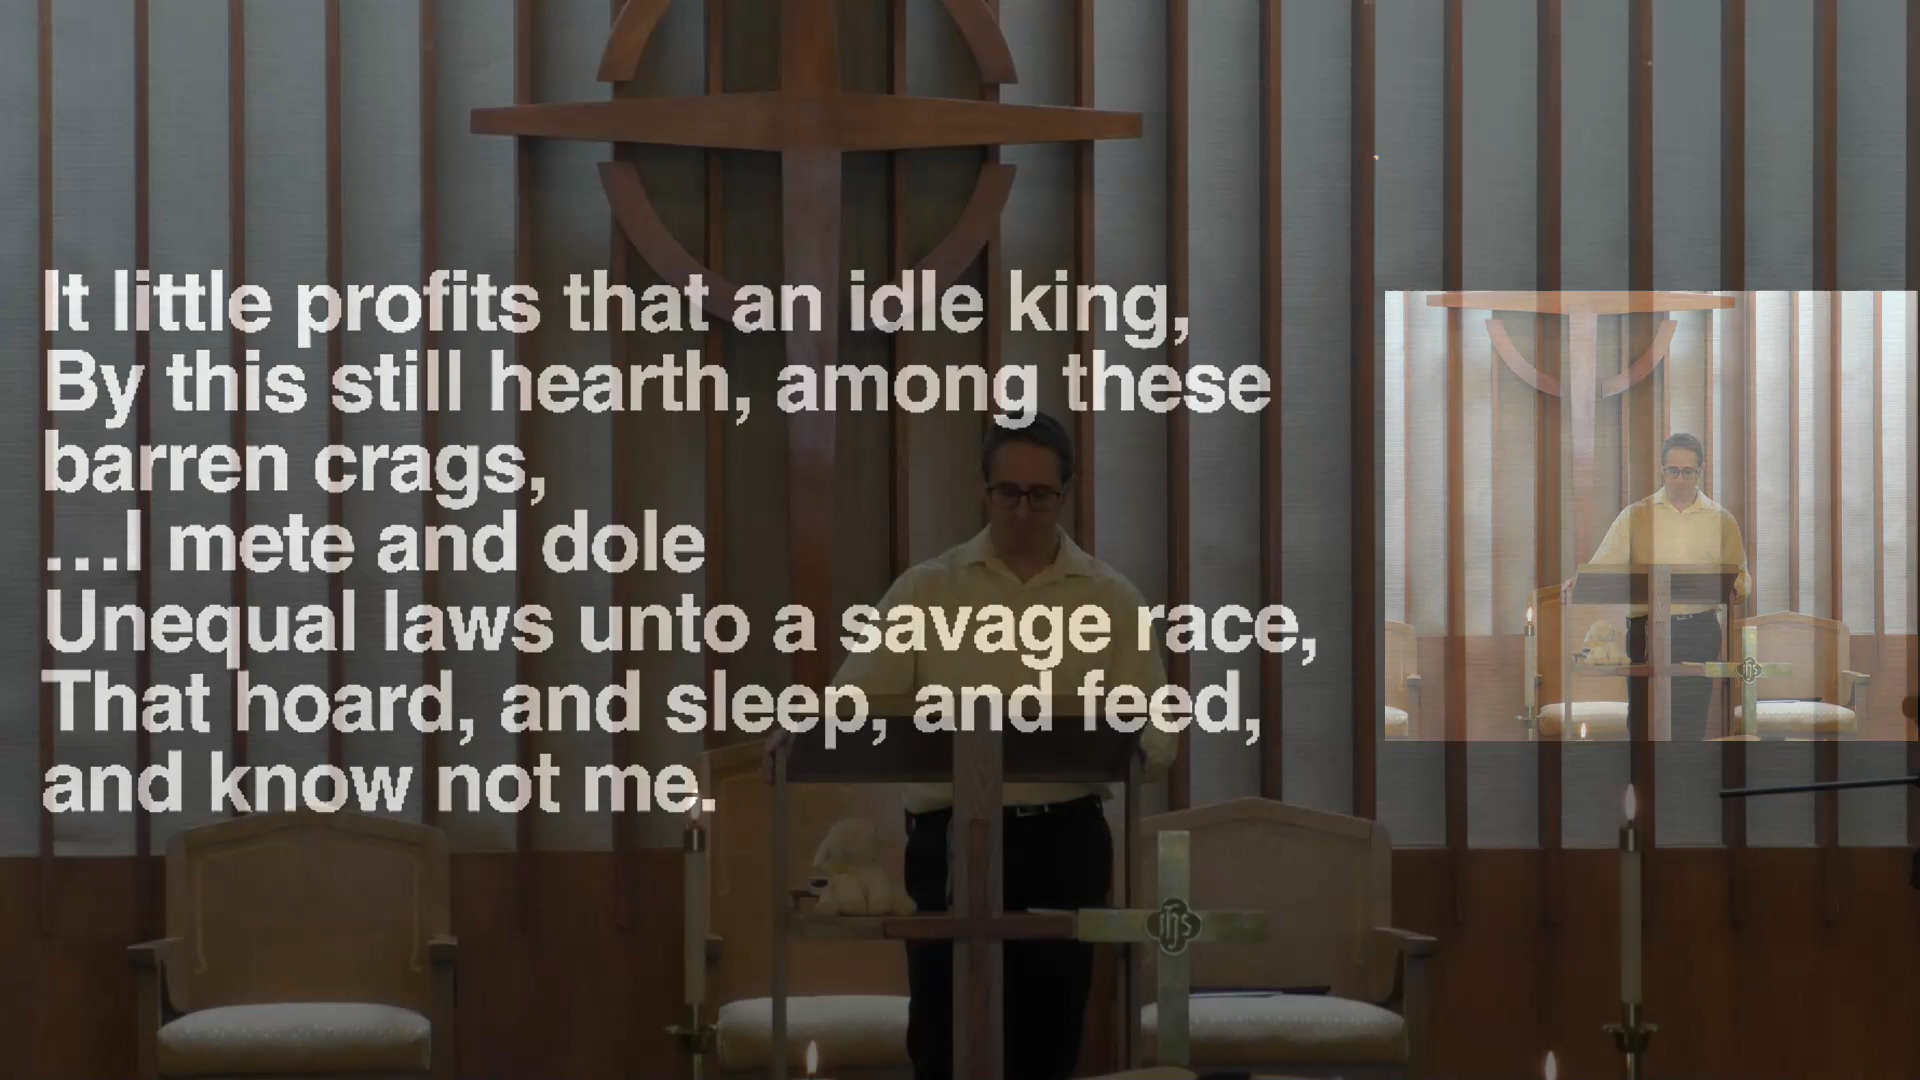 It little profits that an idle king,
By this still hearth, among these
barren crags,
...I mete and dole
Unequal laws unto a savage race,
That hoard, and sleep, and feed,
and know not me.
IHS